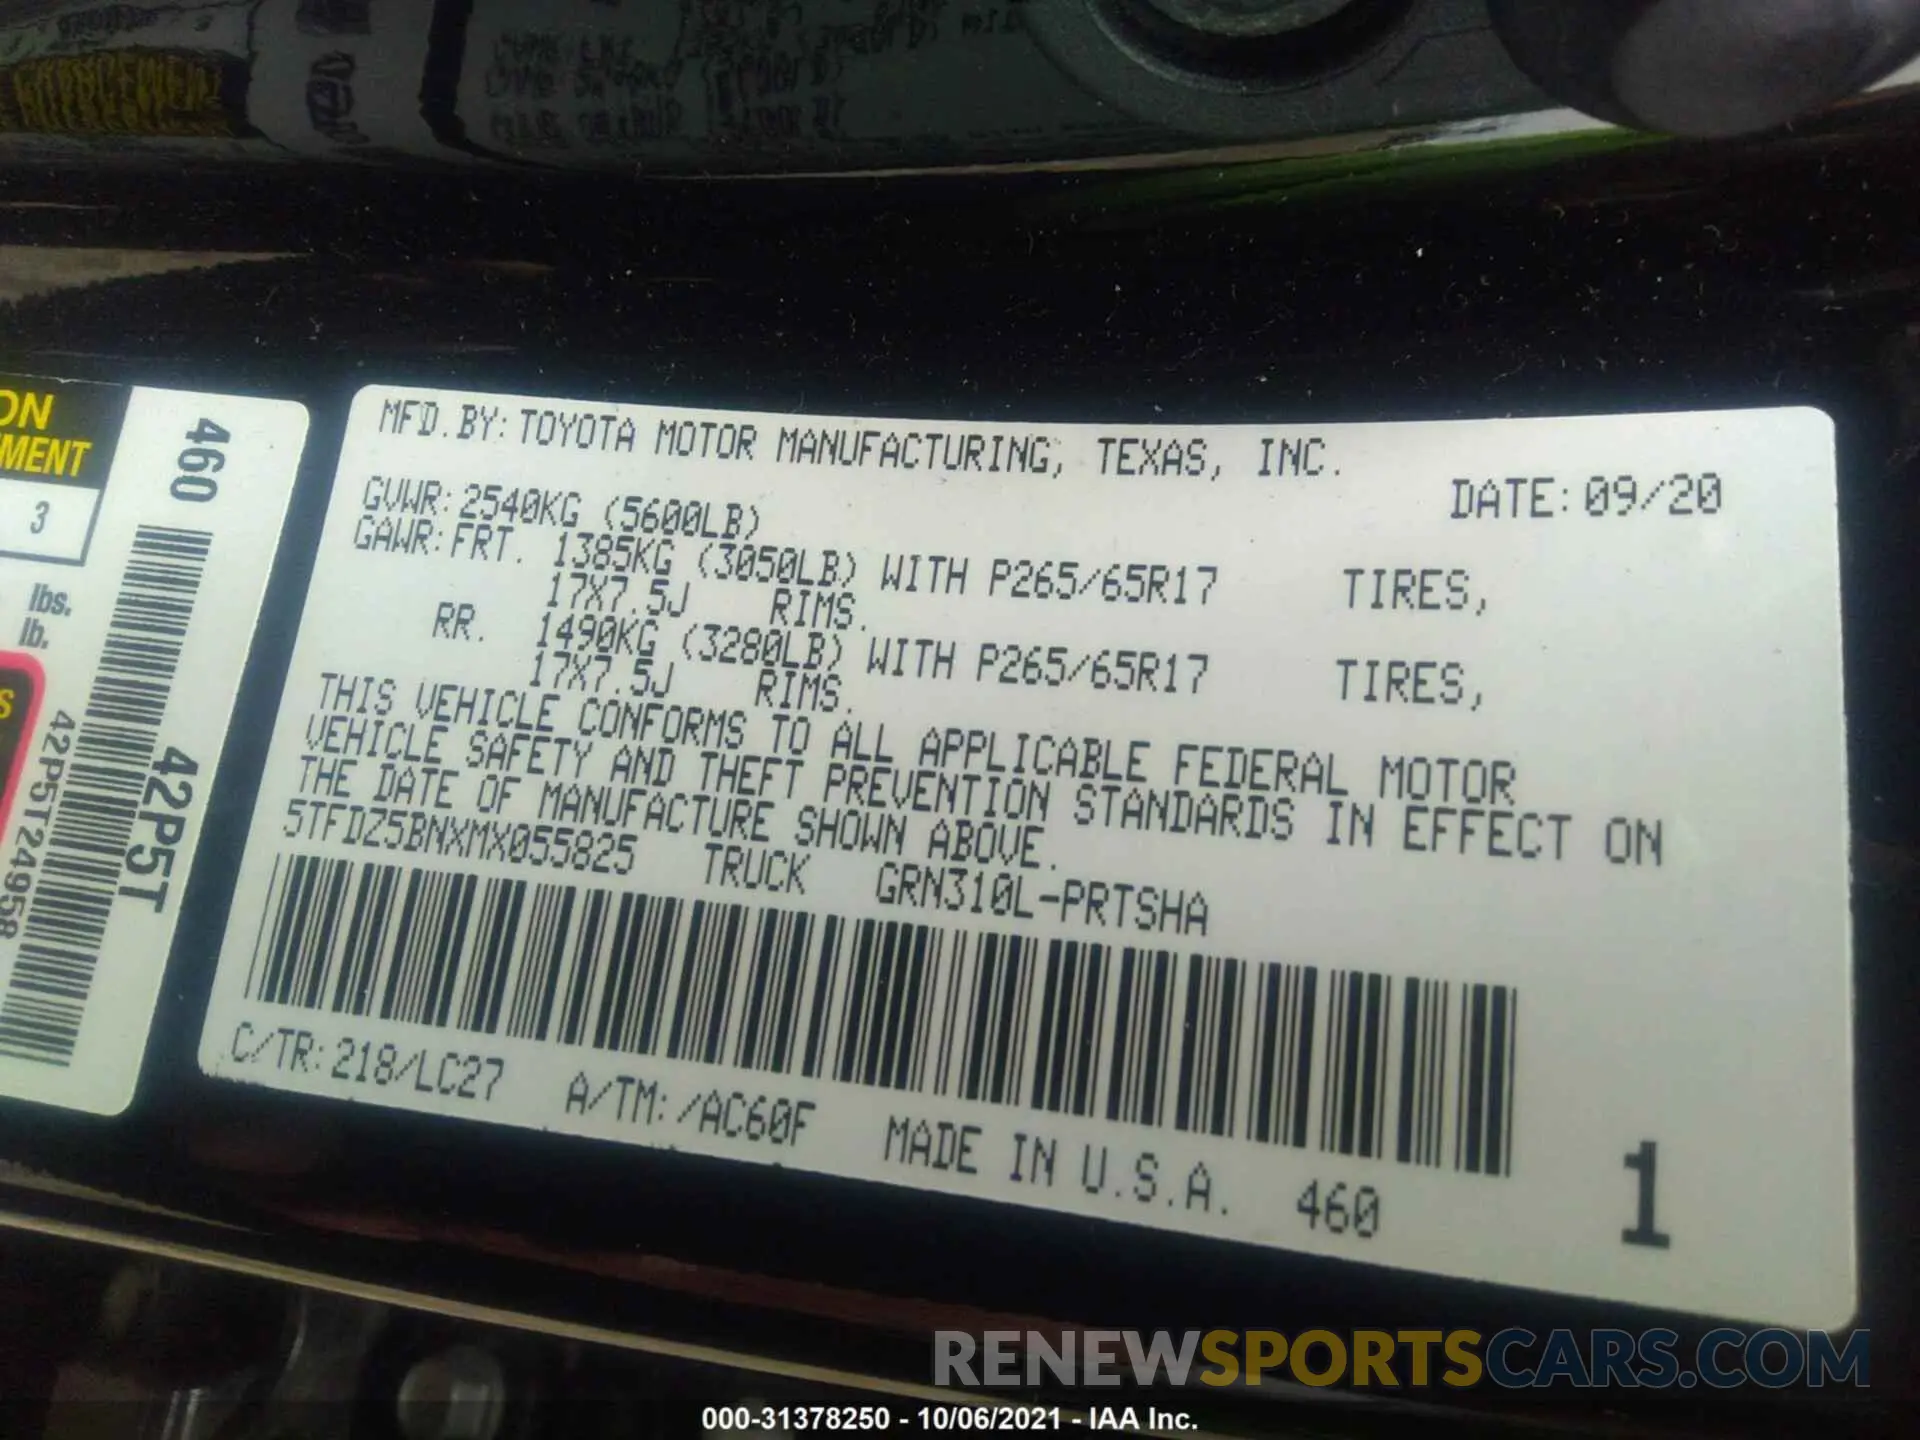 MFD.BY: TOYOTA MOTOR MANUFACTURING, TEXAS, INC.
DATE: 09/20
GVWR: 2540KG (5600LB)
GAWR: FRT. 1385KG (3050LB) WITH P265/65R17 TIRES,
17X7.5J RIMS.
RR. 1490KG (3280LB) WITH P265/65R17 TIRES,
17X7.5J RIMS.
THIS VEHICLE CONFORMS TO ALL APPLICABLE FEDERAL MOTOR
VEHICLE SAFETY AND THEFT PREVENTION STANDARDS IN EFFECT ON
THE DATE OF MANUFACTURE SHOWN ABOVE.
5TFDZ5BNXMX055825 TRUCK GRN310L-PRTSHA
C/TR: 218/LC27 A/TM: /AC60F MADE IN U.S.A. 460
1
ON
MENT
3
lbs.
lb.
S
460
42P5T
42P5T24958
RENEWSPORTSCARS.COM
000-31378250 - 10/06/2021 - IAA Inc.